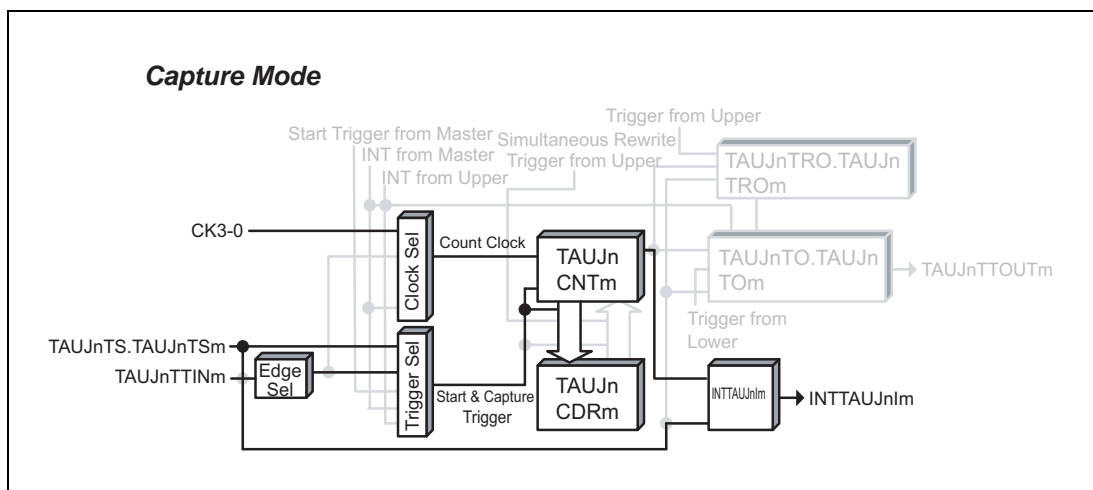 Capture Mode
Trigger from Upper
Start Trigger from Master
Simultaneous Rewrite
INT from Master
Trigger from Upper
INT from Upper
TAUJnTRO.TAUJn
TROm
CK3-0
Clock Sel
Count Clock
TAUJn
CNTm
TAUJnTO.TAUJn
TOm
TAUJnTTOUTm
Trigger from
Lower
TAUJnTS.TAUJnTSm
TAUJnTTINm
Edge
Sel
Trigger Sel
Start & Capture
Trigger
TAUJn
CDRm
INTTAUJnIm
INTTAUJnIm